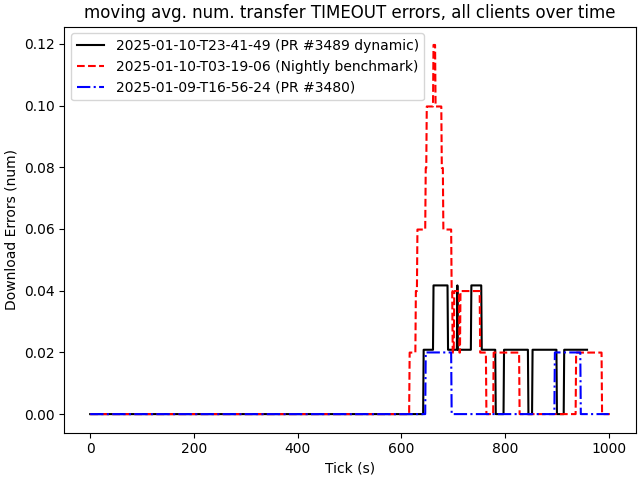 moving avg. num. transfer TIMEOUT errors, all clients over time
2025-01-10-T23-41-49 (PR #3489 dynamic)
2025-01-10-T03-19-06 (Nightly benchmark)
2025-01-09-T16-56-24 (PR #3480)
Download Errors (num)
0.12
0.10
0.08
0.06
0.04
0.02
0.00
0 200 400 600 800 1000
Tick (s)